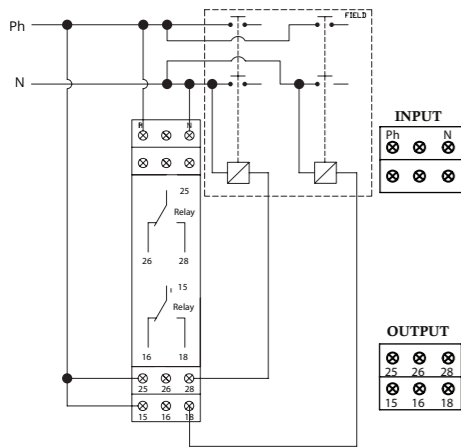 Ph
FIELD
N
Ph N
25
Relay
26 28
15
Relay
16 18
25 26 28
15 16 18
INPUT
Ph N
OUTPUT
25 26 28
15 16 18